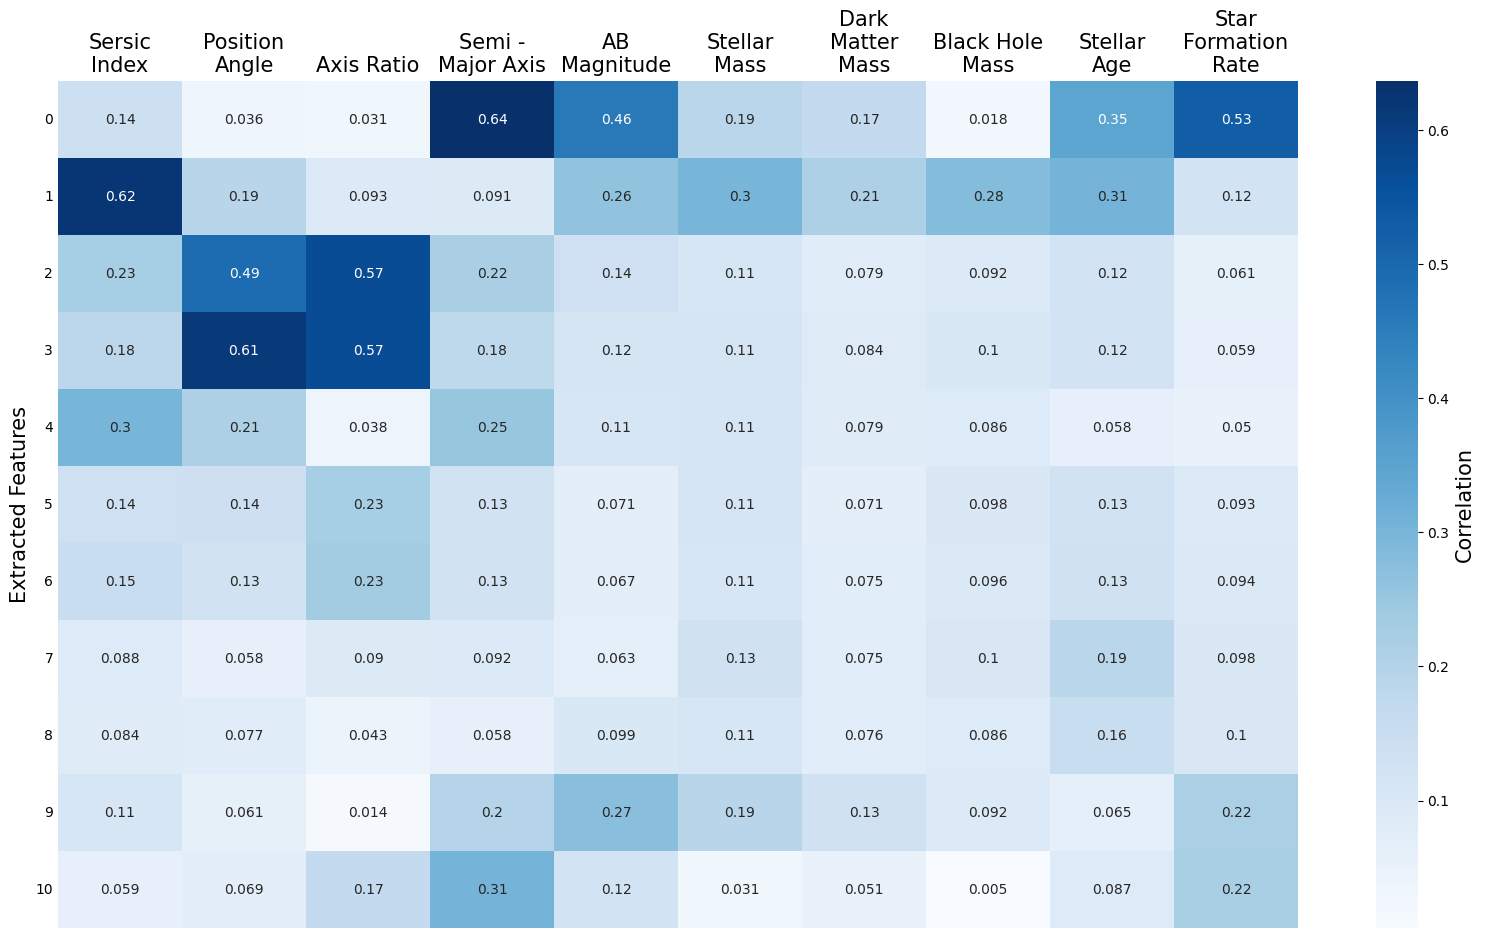 Sersic
Index
Position
Angle
Axis Ratio
Semi -
Major Axis
AB
Magnitude
Stellar
Mass
Dark
Matter
Mass
Black Hole
Mass
Stellar
Age
Star
Formation
Rate
Extracted Features
0 0.14 0.036 0.031 0.64 0.46 0.19 0.17 0.018 0.35 0.53
1 0.62 0.19 0.093 0.091 0.26 0.3 0.21 0.28 0.31 0.12
2 0.23 0.49 0.57 0.22 0.14 0.11 0.079 0.092 0.12 0.061
3 0.18 0.61 0.57 0.18 0.12 0.11 0.084 0.1 0.12 0.059
4 0.3 0.21 0.038 0.25 0.11 0.11 0.079 0.086 0.058 0.05
5 0.14 0.14 0.23 0.13 0.071 0.11 0.071 0.098 0.13 0.093
6 0.15 0.13 0.23 0.13 0.067 0.11 0.075 0.096 0.13 0.094
7 0.088 0.058 0.09 0.092 0.063 0.13 0.075 0.1 0.19 0.098
8 0.084 0.077 0.043 0.058 0.099 0.11 0.076 0.086 0.16 0.1
9 0.11 0.061 0.014 0.2 0.27 0.19 0.13 0.092 0.065 0.22
10 0.059 0.069 0.17 0.31 0.12 0.031 0.051 0.005 0.087 0.22
0.6
0.5
0.4
0.3
0.2
0.1
Correlation